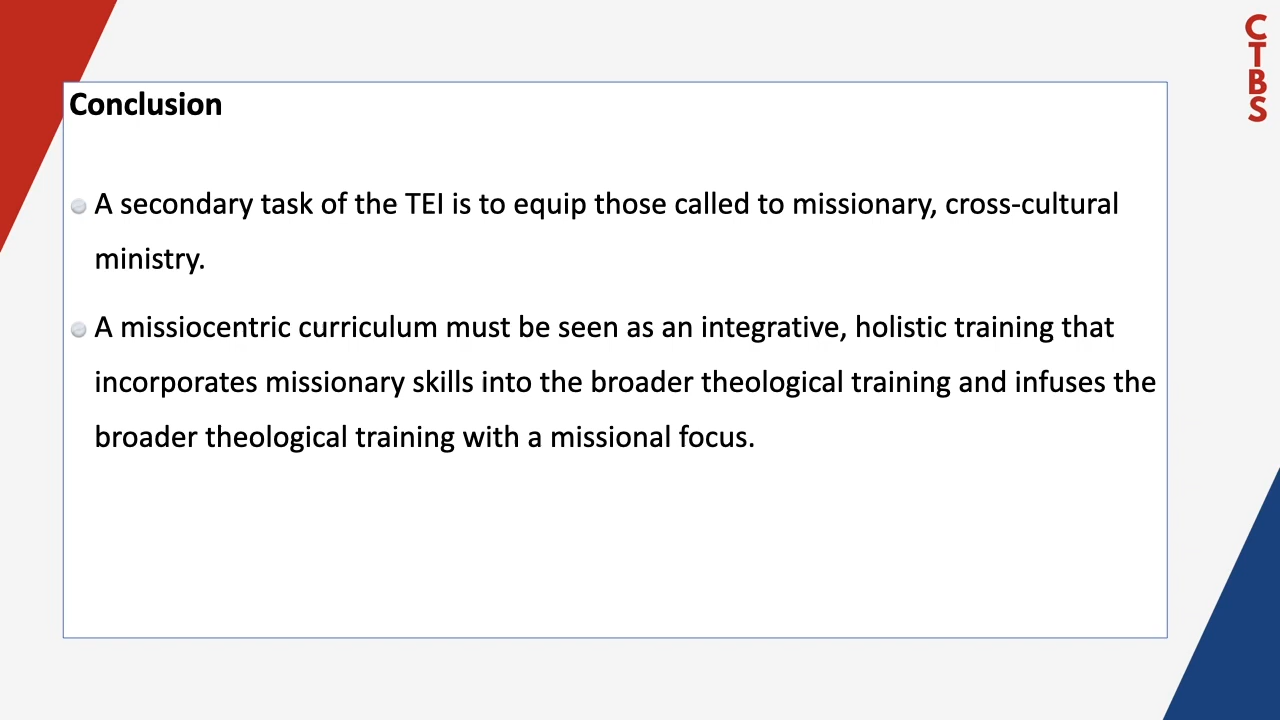 C
T
B
S
Conclusion
A secondary task of the TEI is to equip those called to missionary, cross-cultural
ministry.
A missiocentric curriculum must be seen as an integrative, holistic training that
incorporates missionary skills into the broader theological training and infuses the
broader theological training with a missional focus.